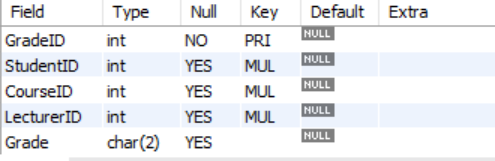 Field Type Null Key Default Extra
GradeID int NO PRI NULL
StudentID int YES MUL NULL
CourseID int YES MUL NULL
LecturerID int YES MUL NULL
Grade char(2) YES NULL